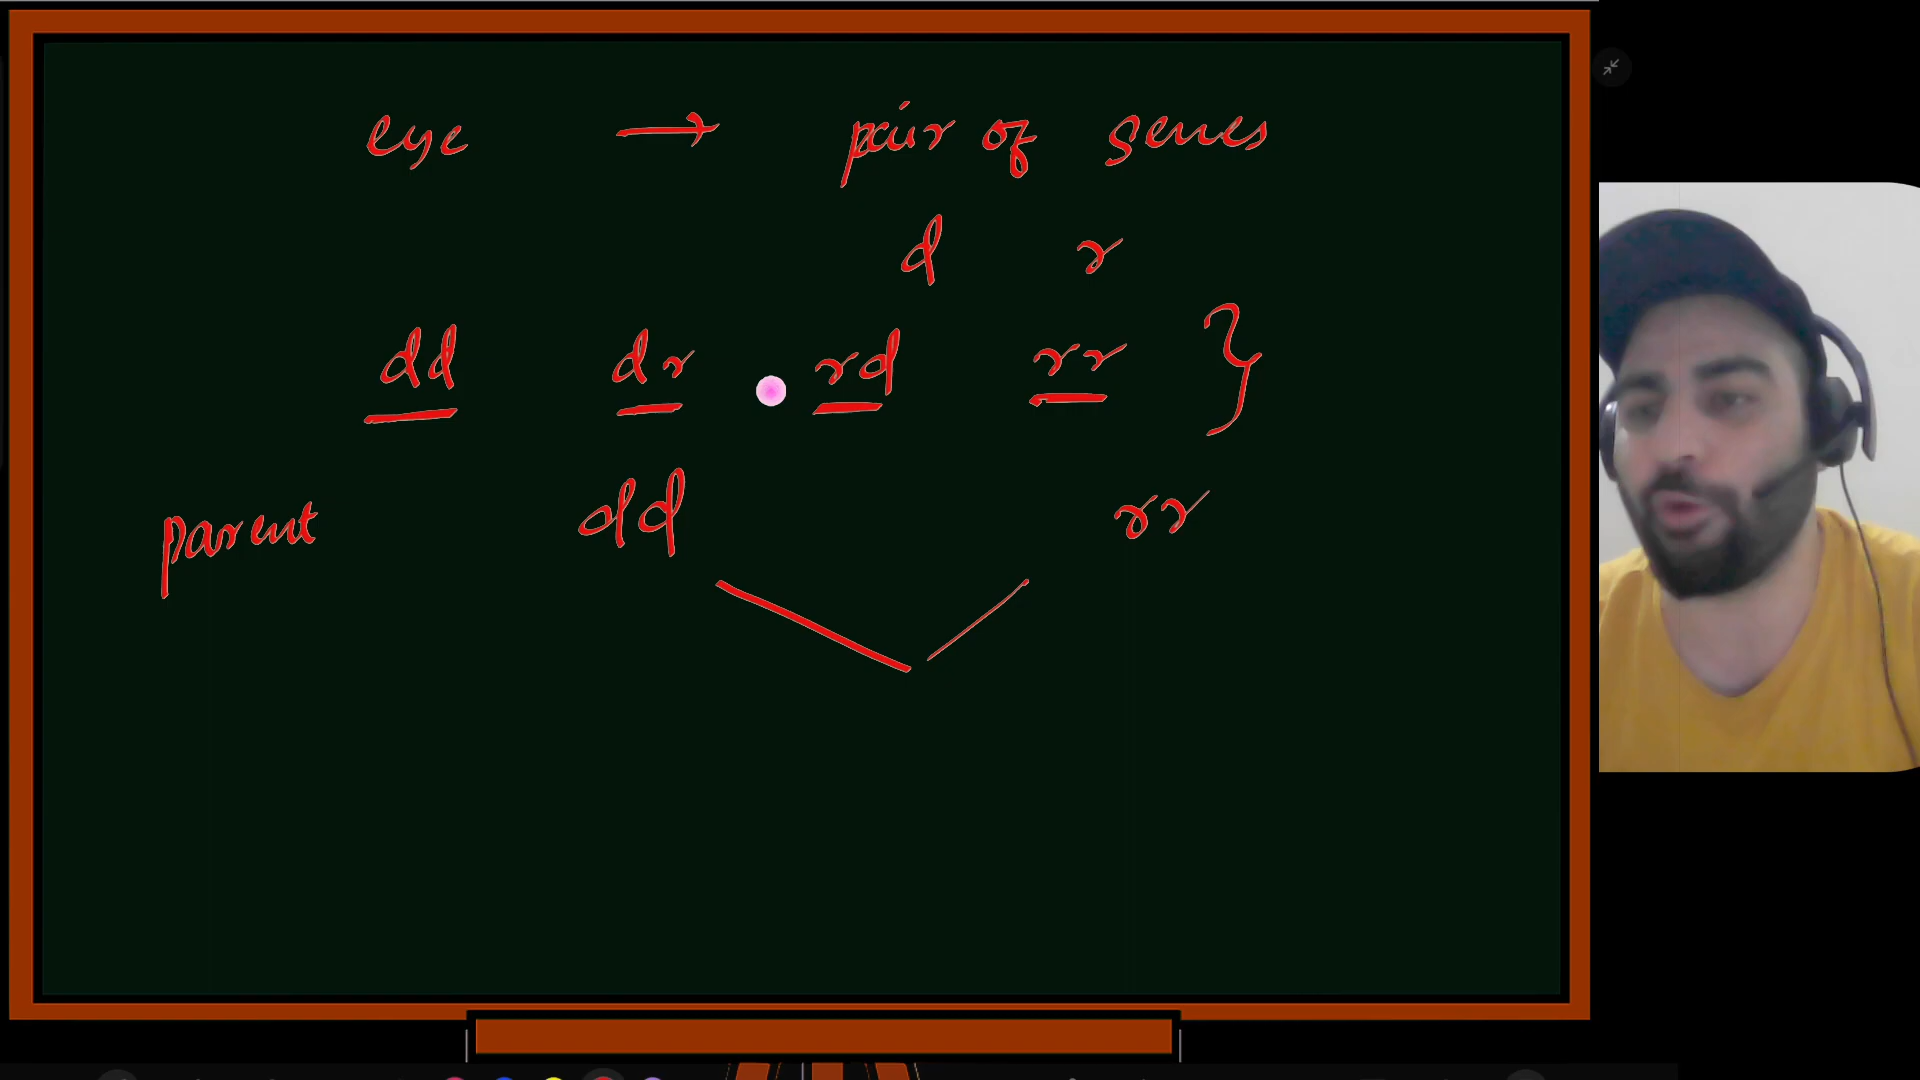 eye → pair of genes
d r
dd dr rd rr }
parent dd rr